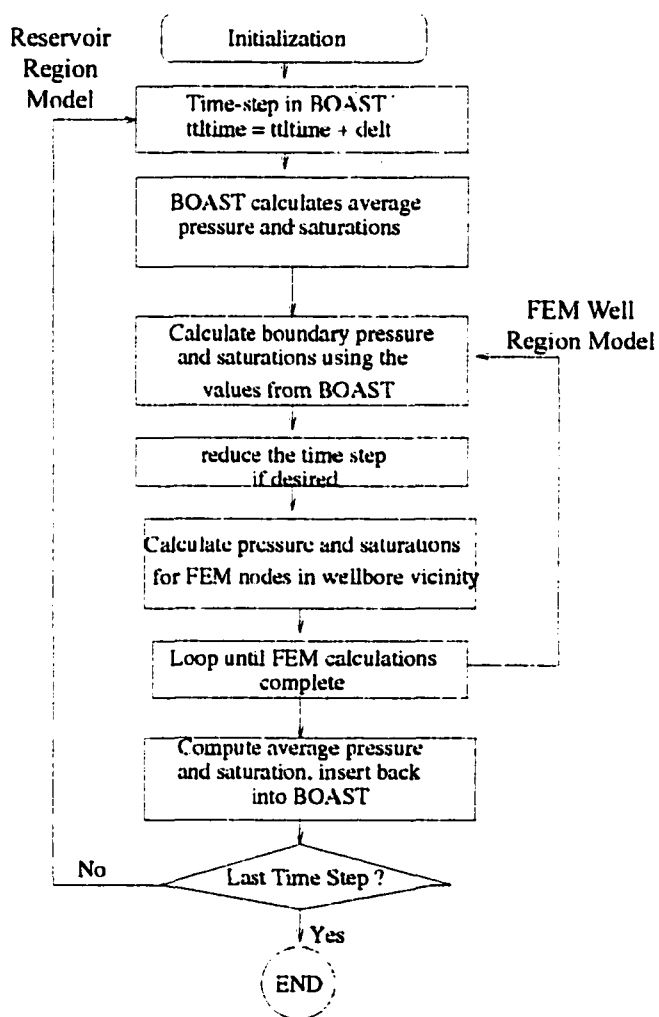 Reservoir
Region
Model
Initialization
Time-step in BOAST
ttltime = ttltime + delt
BOAST calculates average
pressure and saturations
FEM Well
Region Model
Calculate boundary pressure
and saturations using the
values from BOAST
reduce the time step
if desired
Calculate pressure and saturations
for FEM nodes in wellbore vicinity
Loop until FEM calculations
complete
Compute average pressure
and saturation, insert back
into BOAST
No
Last Time Step ?
Yes
END